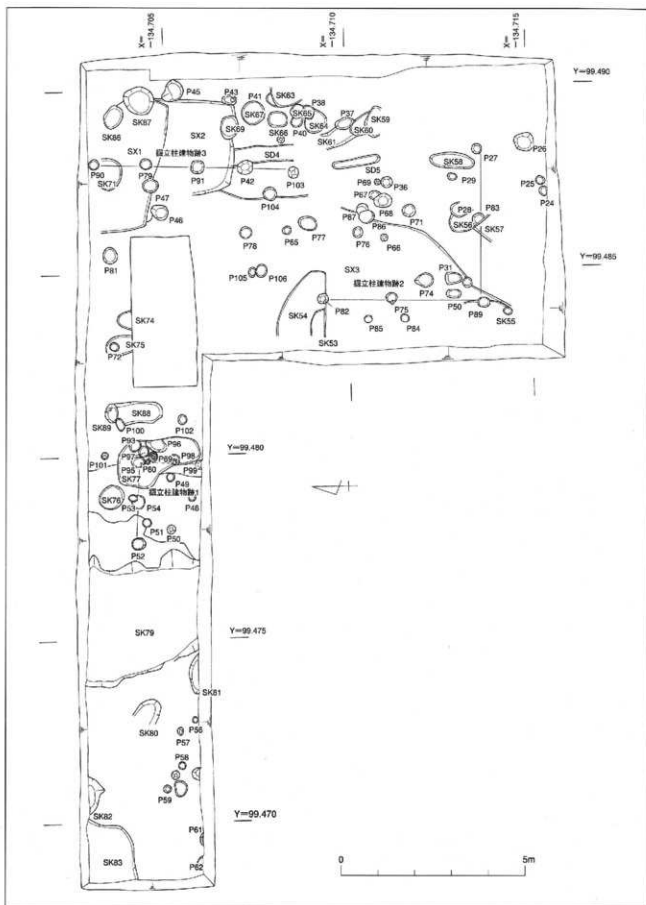 X=
-134.705
X=
-134.710
X=
-134.715
Y=99.490
P45
P43
P41
SK63
P38
SK87
SK67
SK65
P37
SK59
SK86
SX2
SK69
SK64
SK60
SK66
P40
SK61
P26
SX1
掘立柱建物跡3
SD4
SD5
SK58
P27
P90
P79
P91
P42
P103
P69
P36
P29
P25
SK71
P67
P24
P47
P104
P87
P68
P28
P83
P46
P86
P71
SK56
SK57
P78
P65
P77
P76
P66
P81
Y=99.485
P105
P106
SX3
P31
掘立柱建物跡2
P74
SK54
P82
P75
P50
P89
SK55
SK74
P85
P84
SK53
SK75
P72
SK88
SK89
P100
P102
P93
P96
Y=99.480
P97
P98
P101
P95
P99
SK77
P49
SK76
掘立柱建物跡1
P53
P54
P48
P51
P50
P52
SK79
Y=99.475
SK81
SK80
P56
P57
P58
P59
SK82
Y=99.470
P61
SK83
P62
0
5m